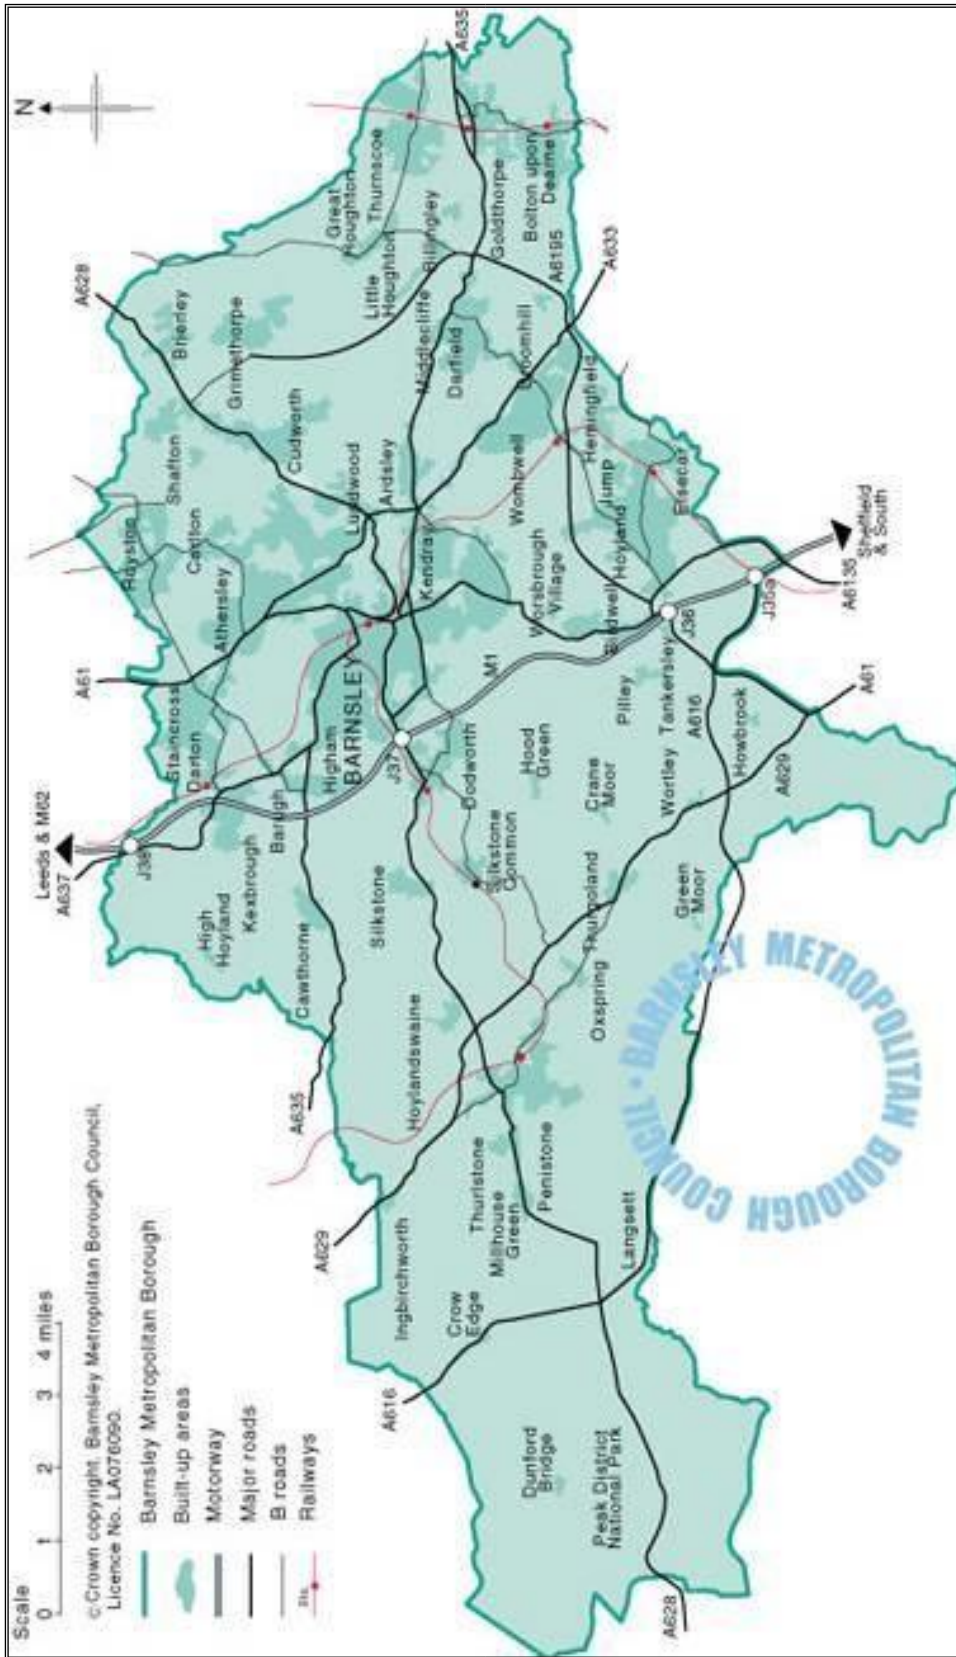 Scale
0 1 2 3 4 miles
© Crown copyright. Barnsley Metropolitan Borough Council,
Licence No. LA076090.
Barnsley Metropolitan Borough
Built-up areas
Motorway
Major roads
B roads
Railways
N
Leeds & M62
A637
J38
A61
A628
A635
Staincross
Darton
Royston
Shafton
Carlton
Athersley
Brierley
Grimethorpe
Cudworth
Great
Houghton
Thurnscoe
Little
Houghton
Billingley
High
Hoyland
Kexbrough
Barugh
Higham
BARNSLEY
Lundwood
Ardsley
Kendray
Middlecliffe
Darfield
Goldthorpe
Bolton upon
Dearne
A6195
A633
Cawthorne
A635
Silkstone
J37
Dodworth
M1
Silkstone
Common
Hood
Green
Worsbrough
Village
Wombwell
Broomhill
Hemingfield
Jump
Hoyland
Birdwell
Elsecar
Hoylandswaine
A629
Ingbirchworth
Thurlstone
Millhouse
Green
Penistone
Oxspring
Thurgoland
Crane
Moor
Pilley
Tankersley
Wortley
J36
J35a
A616
Howbrook
A629
A61
A6135
Sheffield
& South
Green
Moor
Crow
Edge
A616
Langsett
Dunford
Bridge
Peak District
National Park
A628
BARNSLEY METROPOLITAN BOROUGH COUNCIL